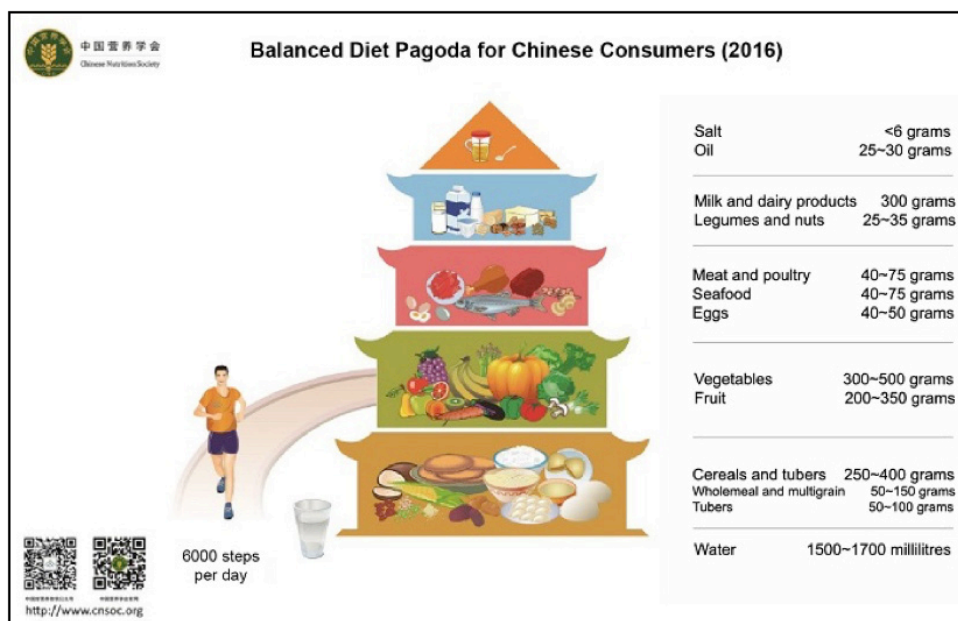 中国营养学会
Chinese Nutrition Society
Balanced Diet Pagoda for Chinese Consumers (2016)
Salt <6 grams
Oil 25~30 grams
Milk and dairy products 300 grams
Legumes and nuts 25~35 grams
Meat and poultry 40~75 grams
Seafood 40~75 grams
Eggs 40~50 grams
Vegetables 300~500 grams
Fruit 200~350 grams
Cereals and tubers 250~400 grams
Wholemeal and multigrain 50~150 grams
Tubers 50~100 grams
Water 1500~1700 millilitres
6000 steps
per day
http://www.cnsoc.org